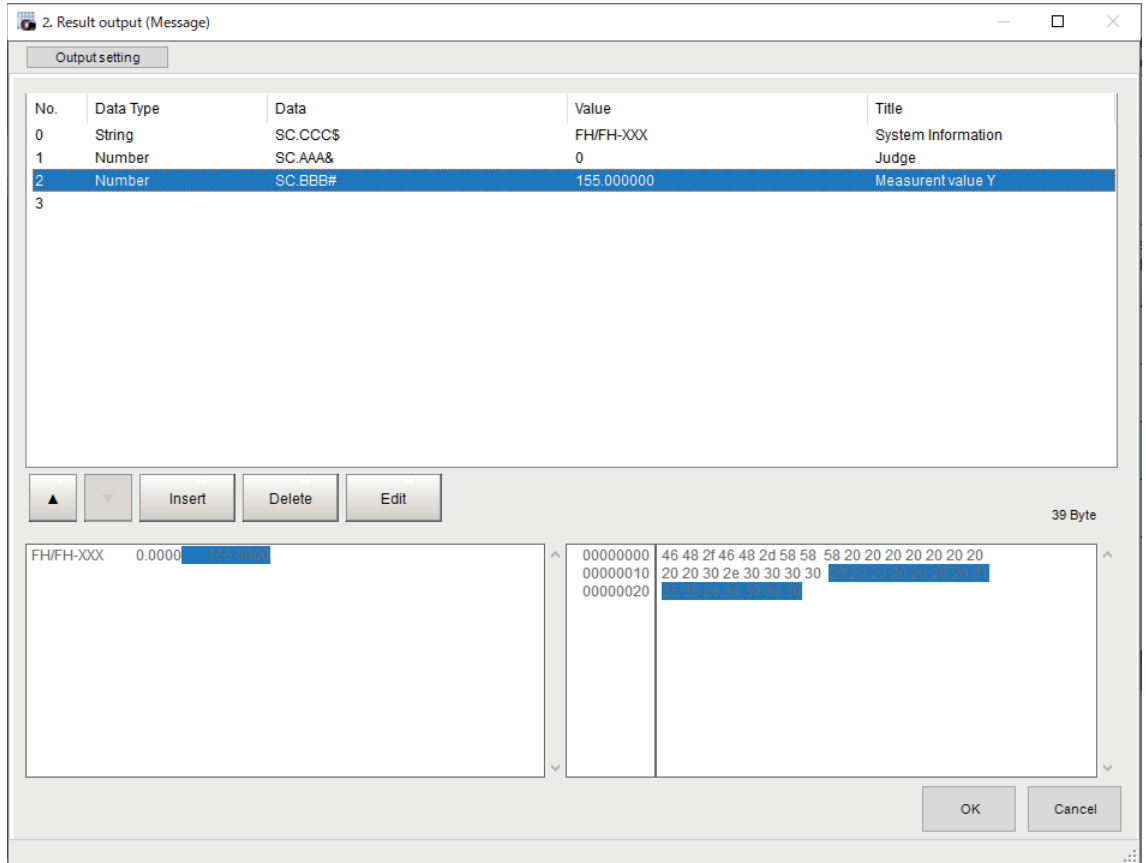 2. Result output (Message)
Output setting
No. Data Type Data Value Title
0 String SC.CCC$ FH/FH-XXX System Information
1 Number SC.AAA& 0 Judge
2 Number SC.BBB# 155.000000 Measurent value Y
3
▲ ▼ Insert Delete Edit
39 Byte
FH/FH-XXX 0.0000 155.0000
00000000 46 48 2f 46 48 2d 58 58 58 20 20 20 20 20 20 20
00000010 20 20 30 2e 30 30 30 30 20 20 20 20 20 20 20 31
00000020 35 35 2e 30 30 30 30
OK Cancel